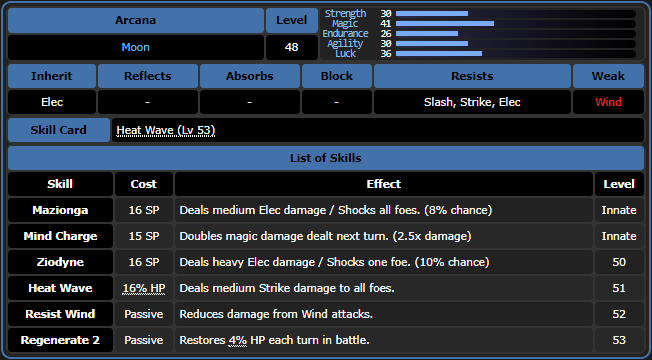 Arcana Level
Moon 48
Strength 30
Magic 41
Endurance 26
Agility 30
Luck 36
Inherit Reflects Absorbs Block Resists Weak
Elec - - - Slash, Strike, Elec Wind
Skill Card Heat Wave (Lv 53)
List of Skills
Skill Cost Effect Level
Mazionga 16 SP Deals medium Elec damage / Shocks all foes. (8% chance) Innate
Mind Charge 15 SP Doubles magic damage dealt next turn. (2.5x damage) Innate
Ziodyne 16 SP Deals heavy Elec damage / Shocks one foe. (10% chance) 50
Heat Wave 16% HP Deals medium Strike damage to all foes. 51
Resist Wind Passive Reduces damage from Wind attacks. 52
Regenerate 2 Passive Restores 4% HP each turn in battle. 53